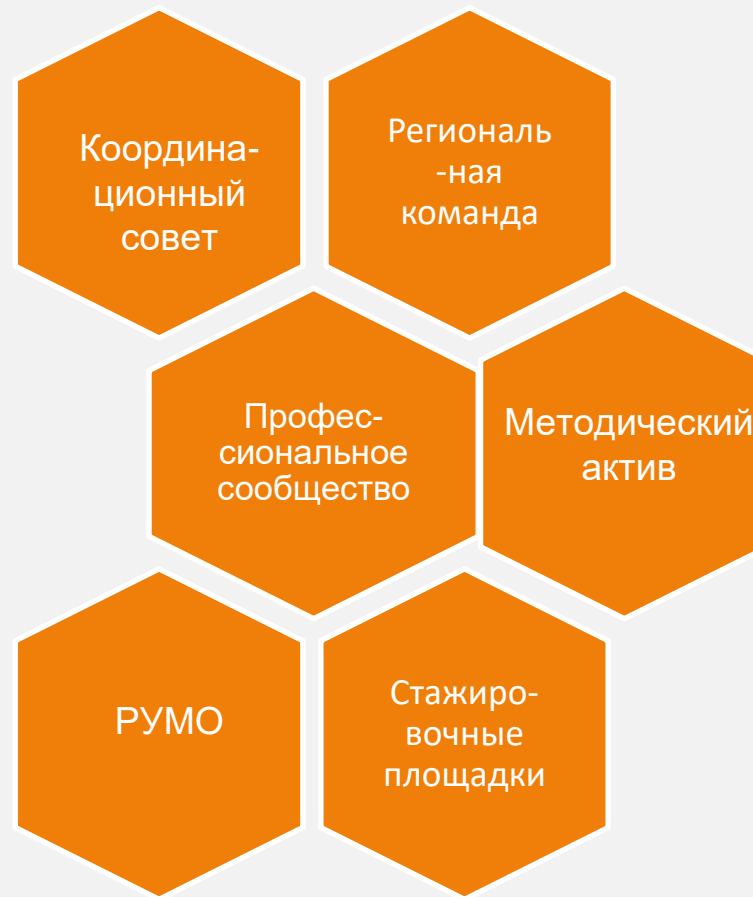 Координа-
ционный
совет
Региональ
-ная
команда
Профес-
сиональное
сообщество
Методический
актив
РУМО
Стажиро-
вочные
площадки